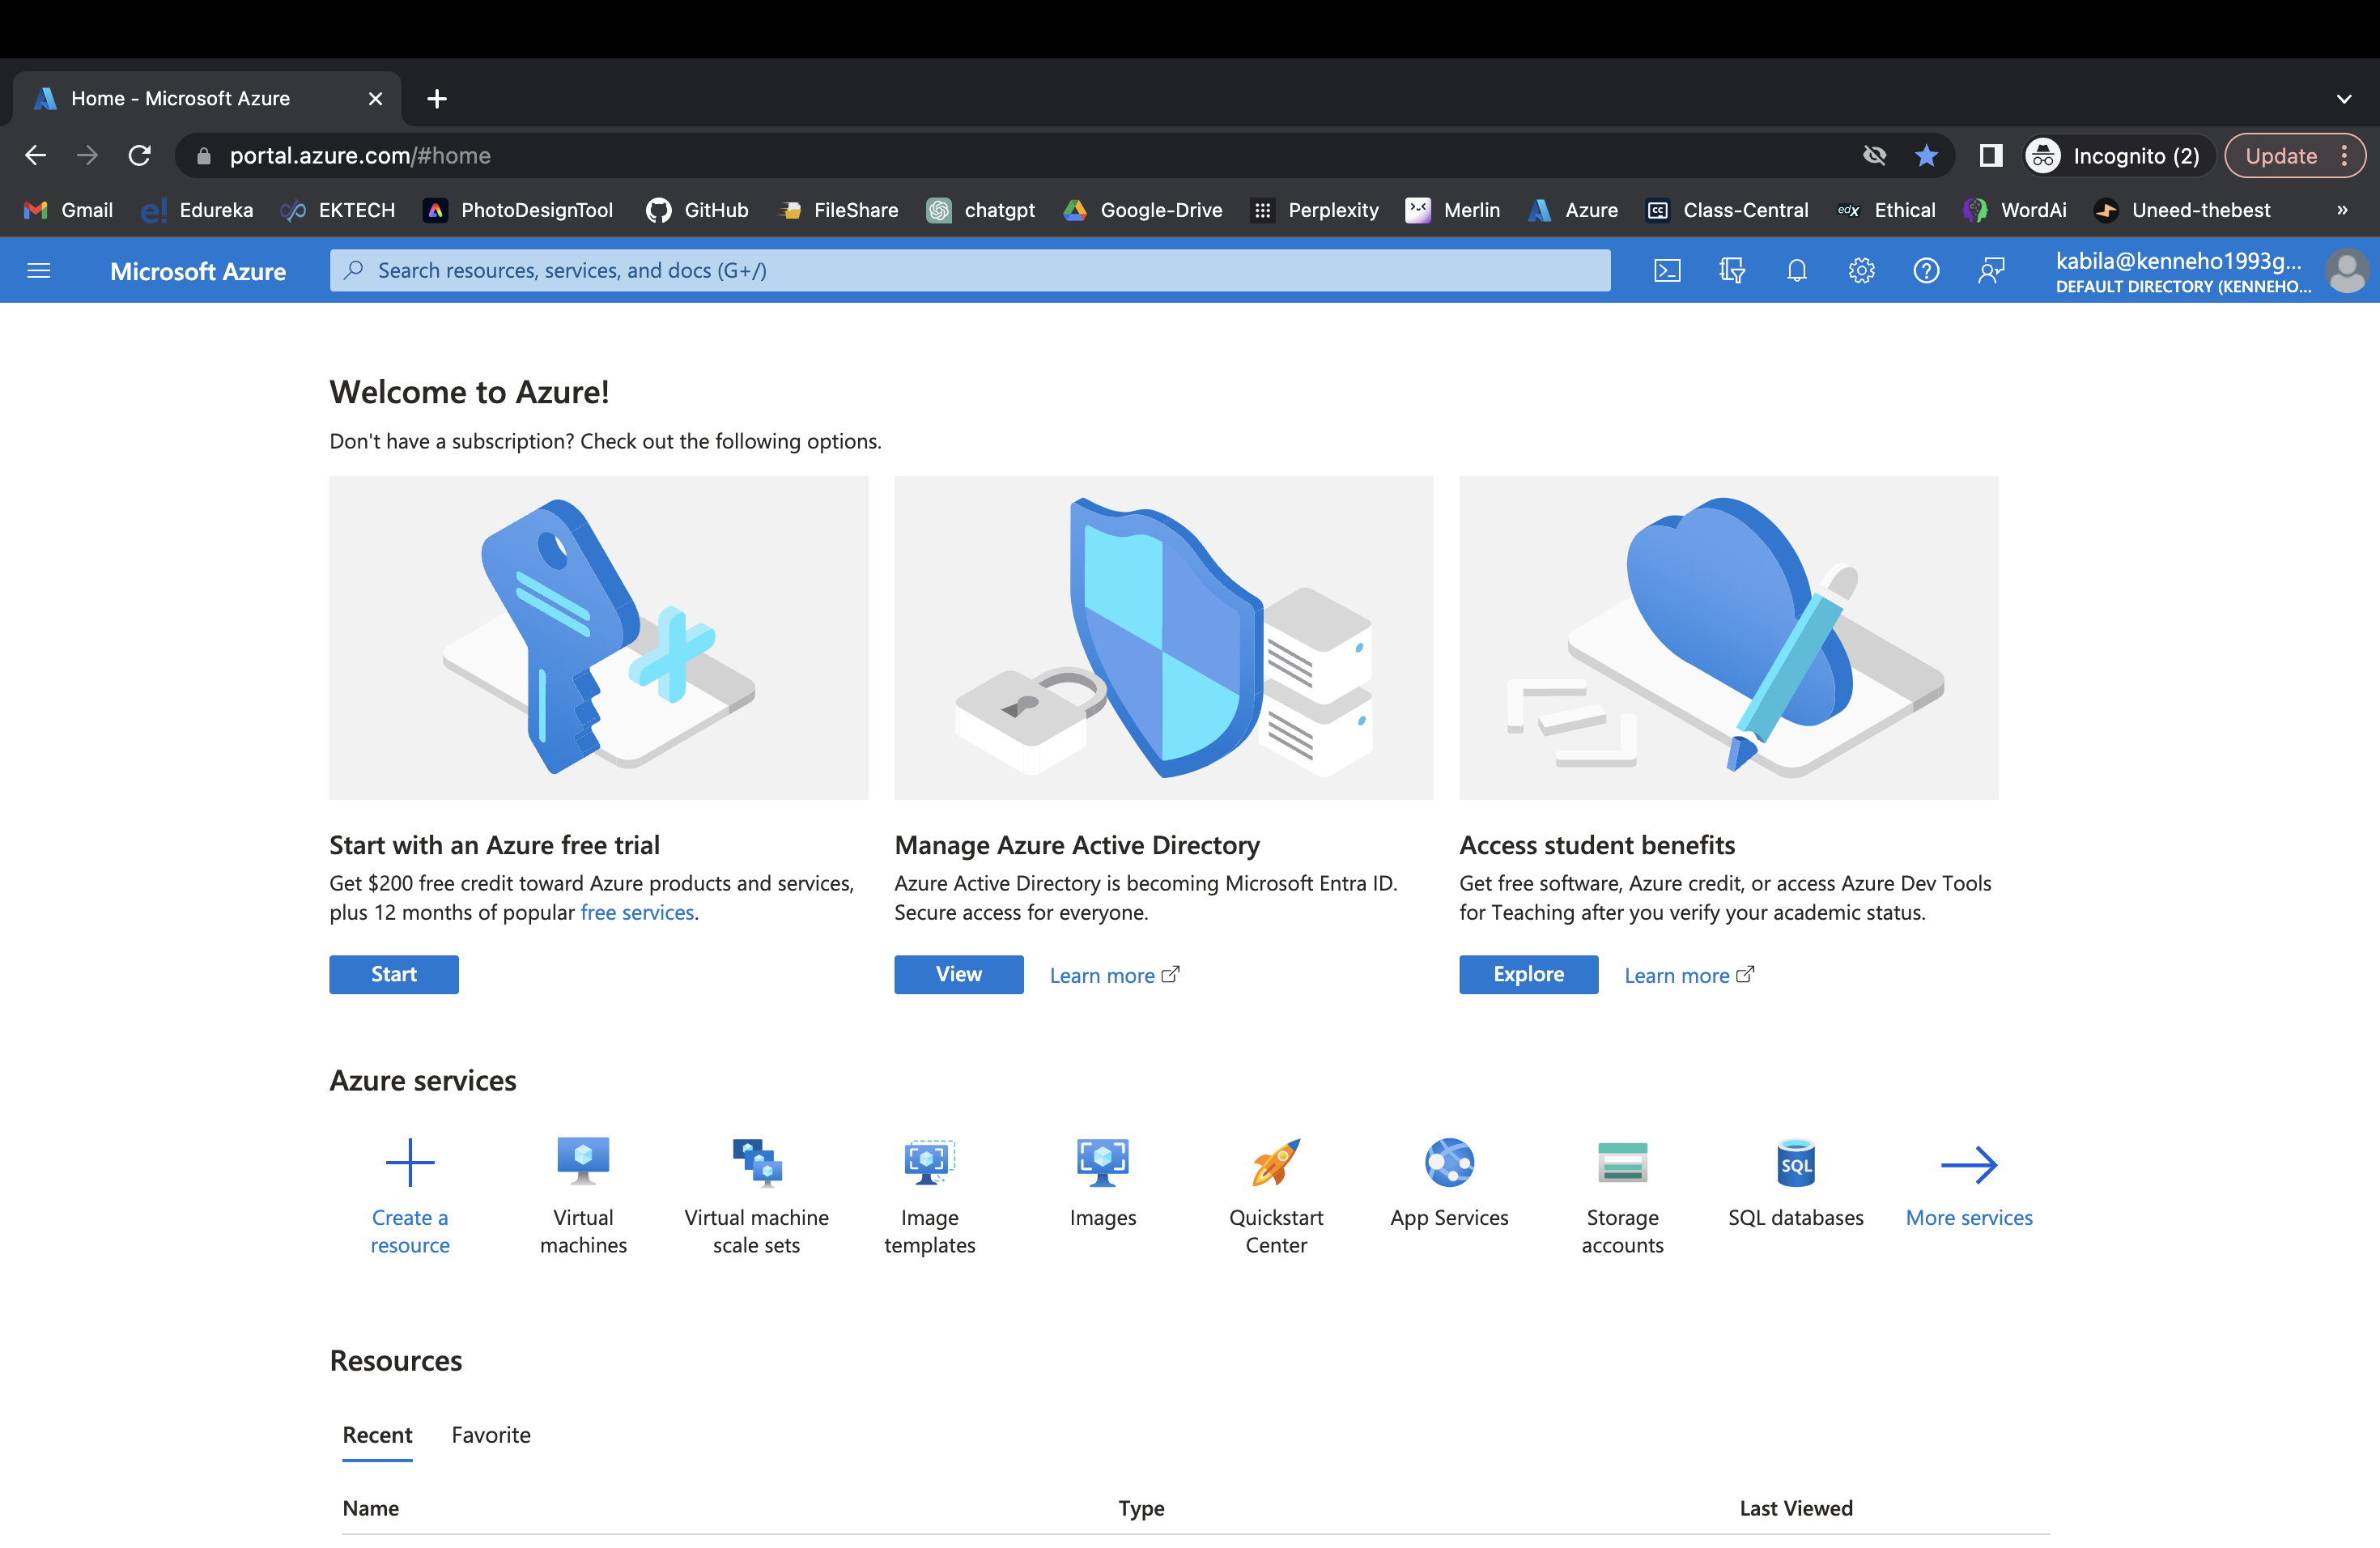 Home - Microsoft Azure
portal.azure.com/#home
Incognito (2)
Update
Gmail
Edureka
EKTECH
PhotoDesignTool
GitHub
FileShare
chatgpt
Google-Drive
Perplexity
Merlin
Azure
Class-Central
Ethical
WordAi
Uneed-thebest
»
Microsoft Azure
Search resources, services, and docs (G+/)
kabila@kenneho1993g...
DEFAULT DIRECTORY (KENNEHO...
Welcome to Azure!
Don't have a subscription? Check out the following options.
Start with an Azure free trial
Get $200 free credit toward Azure products and services,
plus 12 months of popular free services.
Start
Manage Azure Active Directory
Azure Active Directory is becoming Microsoft Entra ID.
Secure access for everyone.
View
Learn more
Access student benefits
Get free software, Azure credit, or access Azure Dev Tools
for Teaching after you verify your academic status.
Explore
Learn more
Azure services
Create a
resource
Virtual
machines
Virtual machine
scale sets
Image
templates
Images
Quickstart
Center
App Services
Storage
accounts
SQL
SQL databases
More services
Resources
Recent
Favorite
Name
Type
Last Viewed